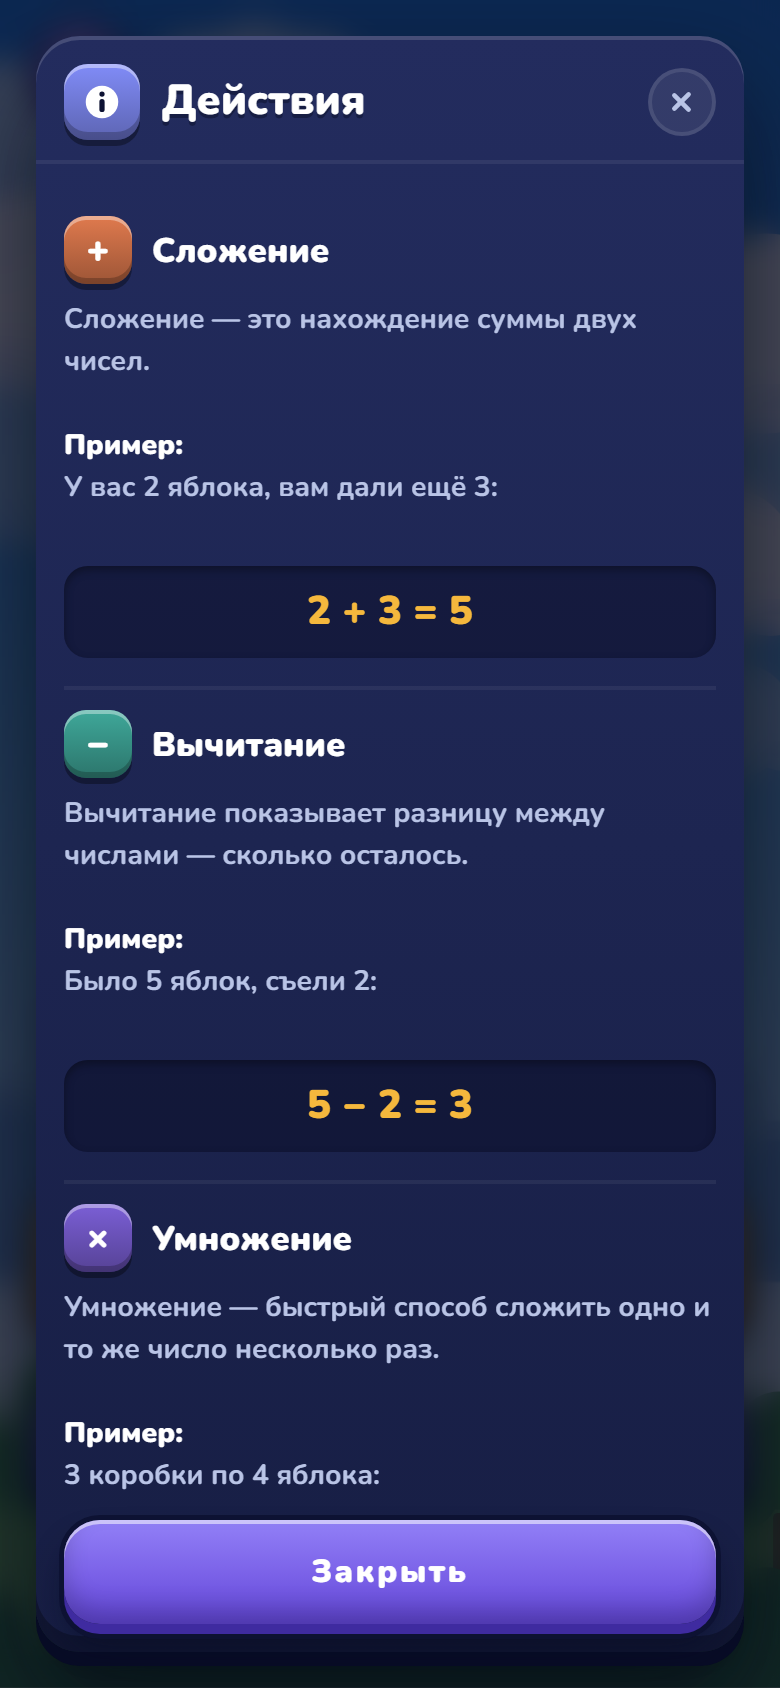 Действия
Сложение
Сложение — это нахождение суммы двух
чисел.
Пример:
У вас 2 яблока, вам дали ещё 3:
2 + 3 = 5
Вычитание
Вычитание показывает разницу между
числами — сколько осталось.
Пример:
Было 5 яблок, съели 2:
5 − 2 = 3
Умножение
Умножение — быстрый способ сложить одно и
то же число несколько раз.
Пример:
3 коробки по 4 яблока:
Закрыть